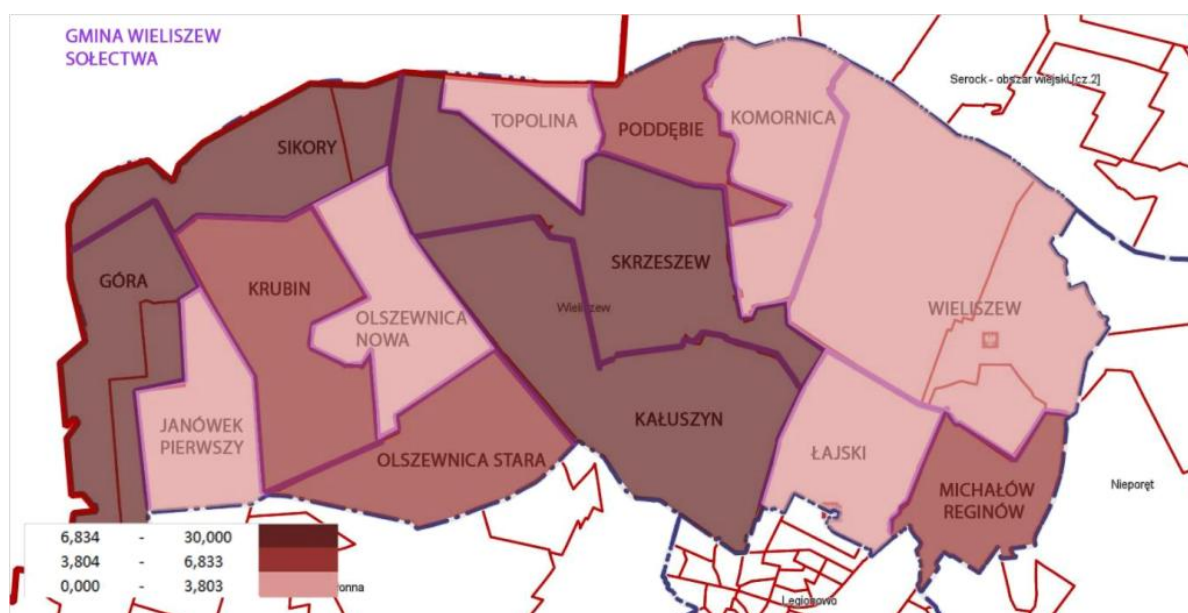 GMINA WIELISZEW
SOŁECTWA
Serock - obszar wiejski [cz.2]
TOPOLINA
KOMORNICA
PODDĘBIE
SIKORY
SKRZESZEW
GÓRA
KRUBIN
Wieliszew
WIELISZEW
OLSZEWNICA
NOWA
KAŁUSZYN
JANÓWEK
PIERWSZY
ŁAJSKI
OLSZEWNICA STARA
Nieporęt
MICHAŁÓW
REGINÓW
6,834 - 30,000
3,804 - 6,833
0,000 - 3,803
onna
Legionowo